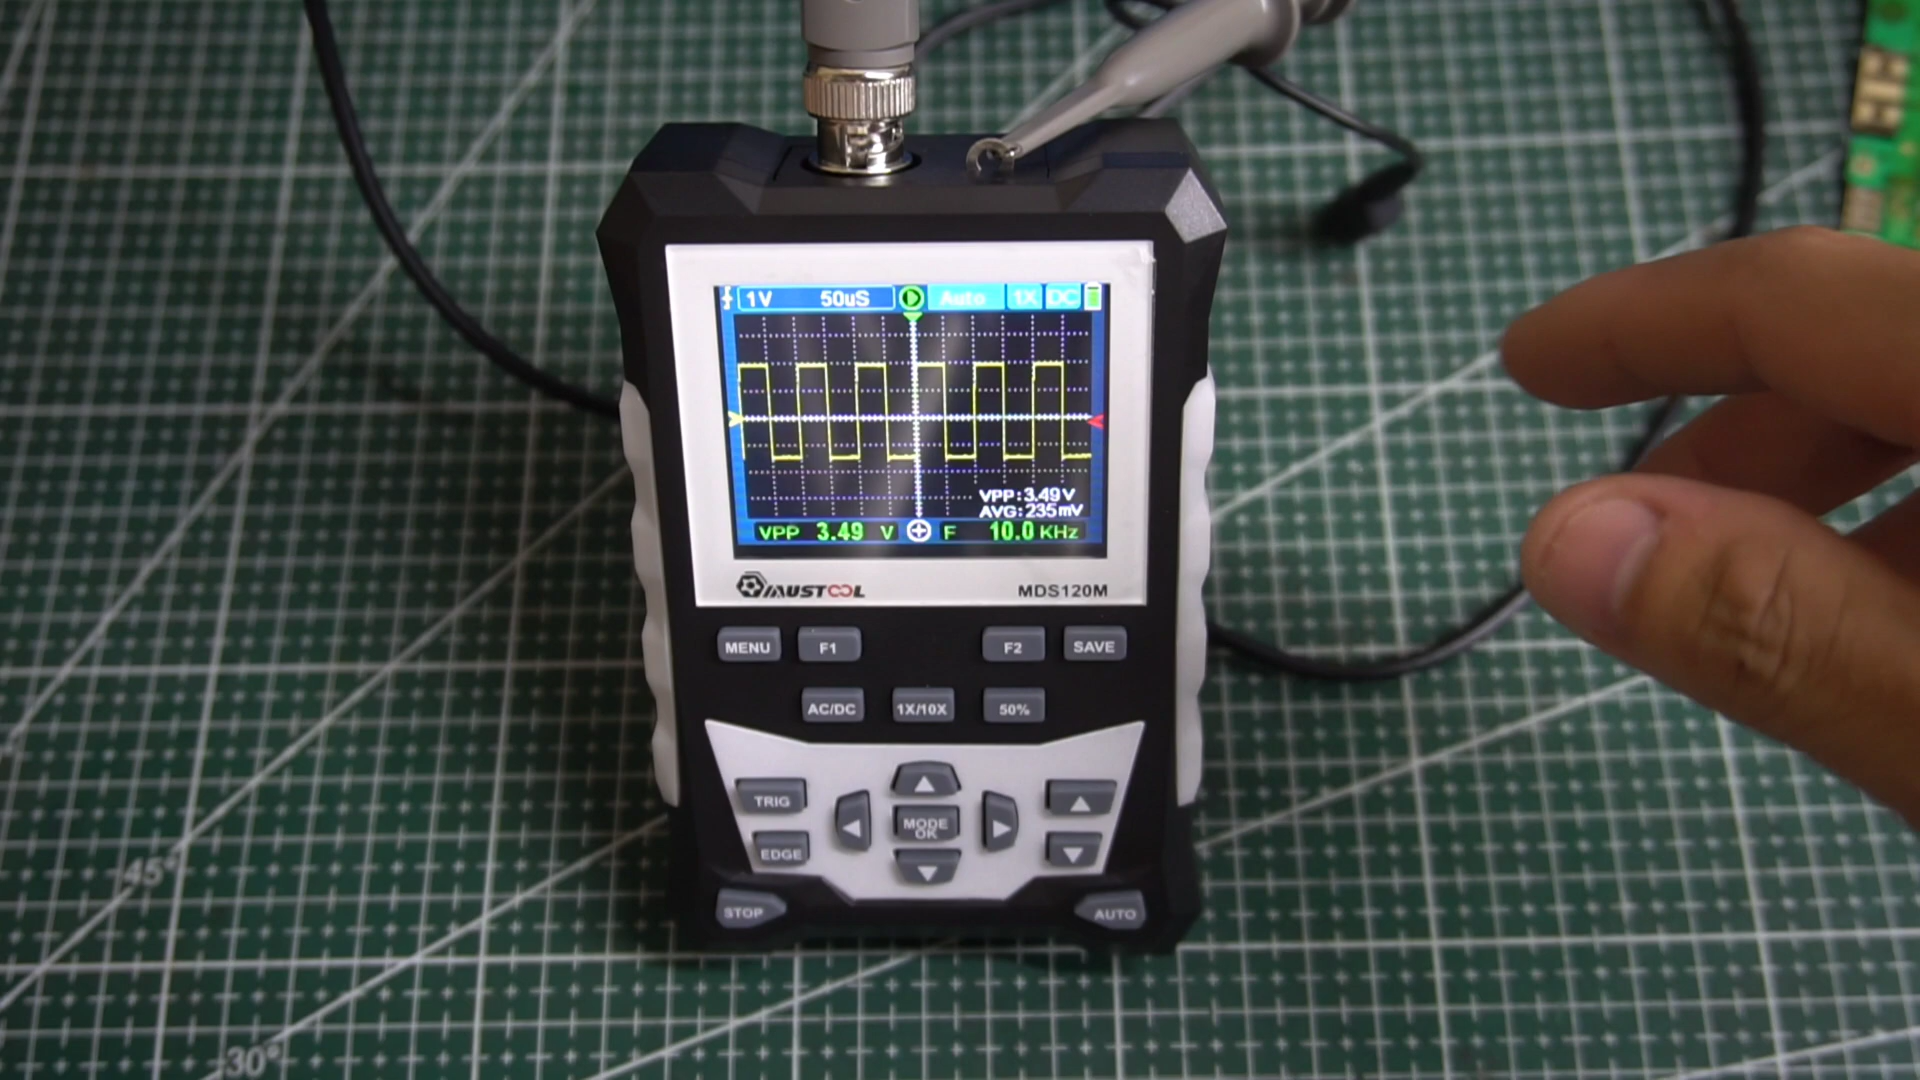 1V 50uS Auto 1X DC
VPP:3.49V
AVG:235mV
VPP 3.49 V F 10.0 KHz
MUSTOOL MDS120M
MENU F1 F2 SAVE
AC/DC 1X/10X 50%
TRIG
MODE
OK
EDGE
STOP AUTO
45°
30°